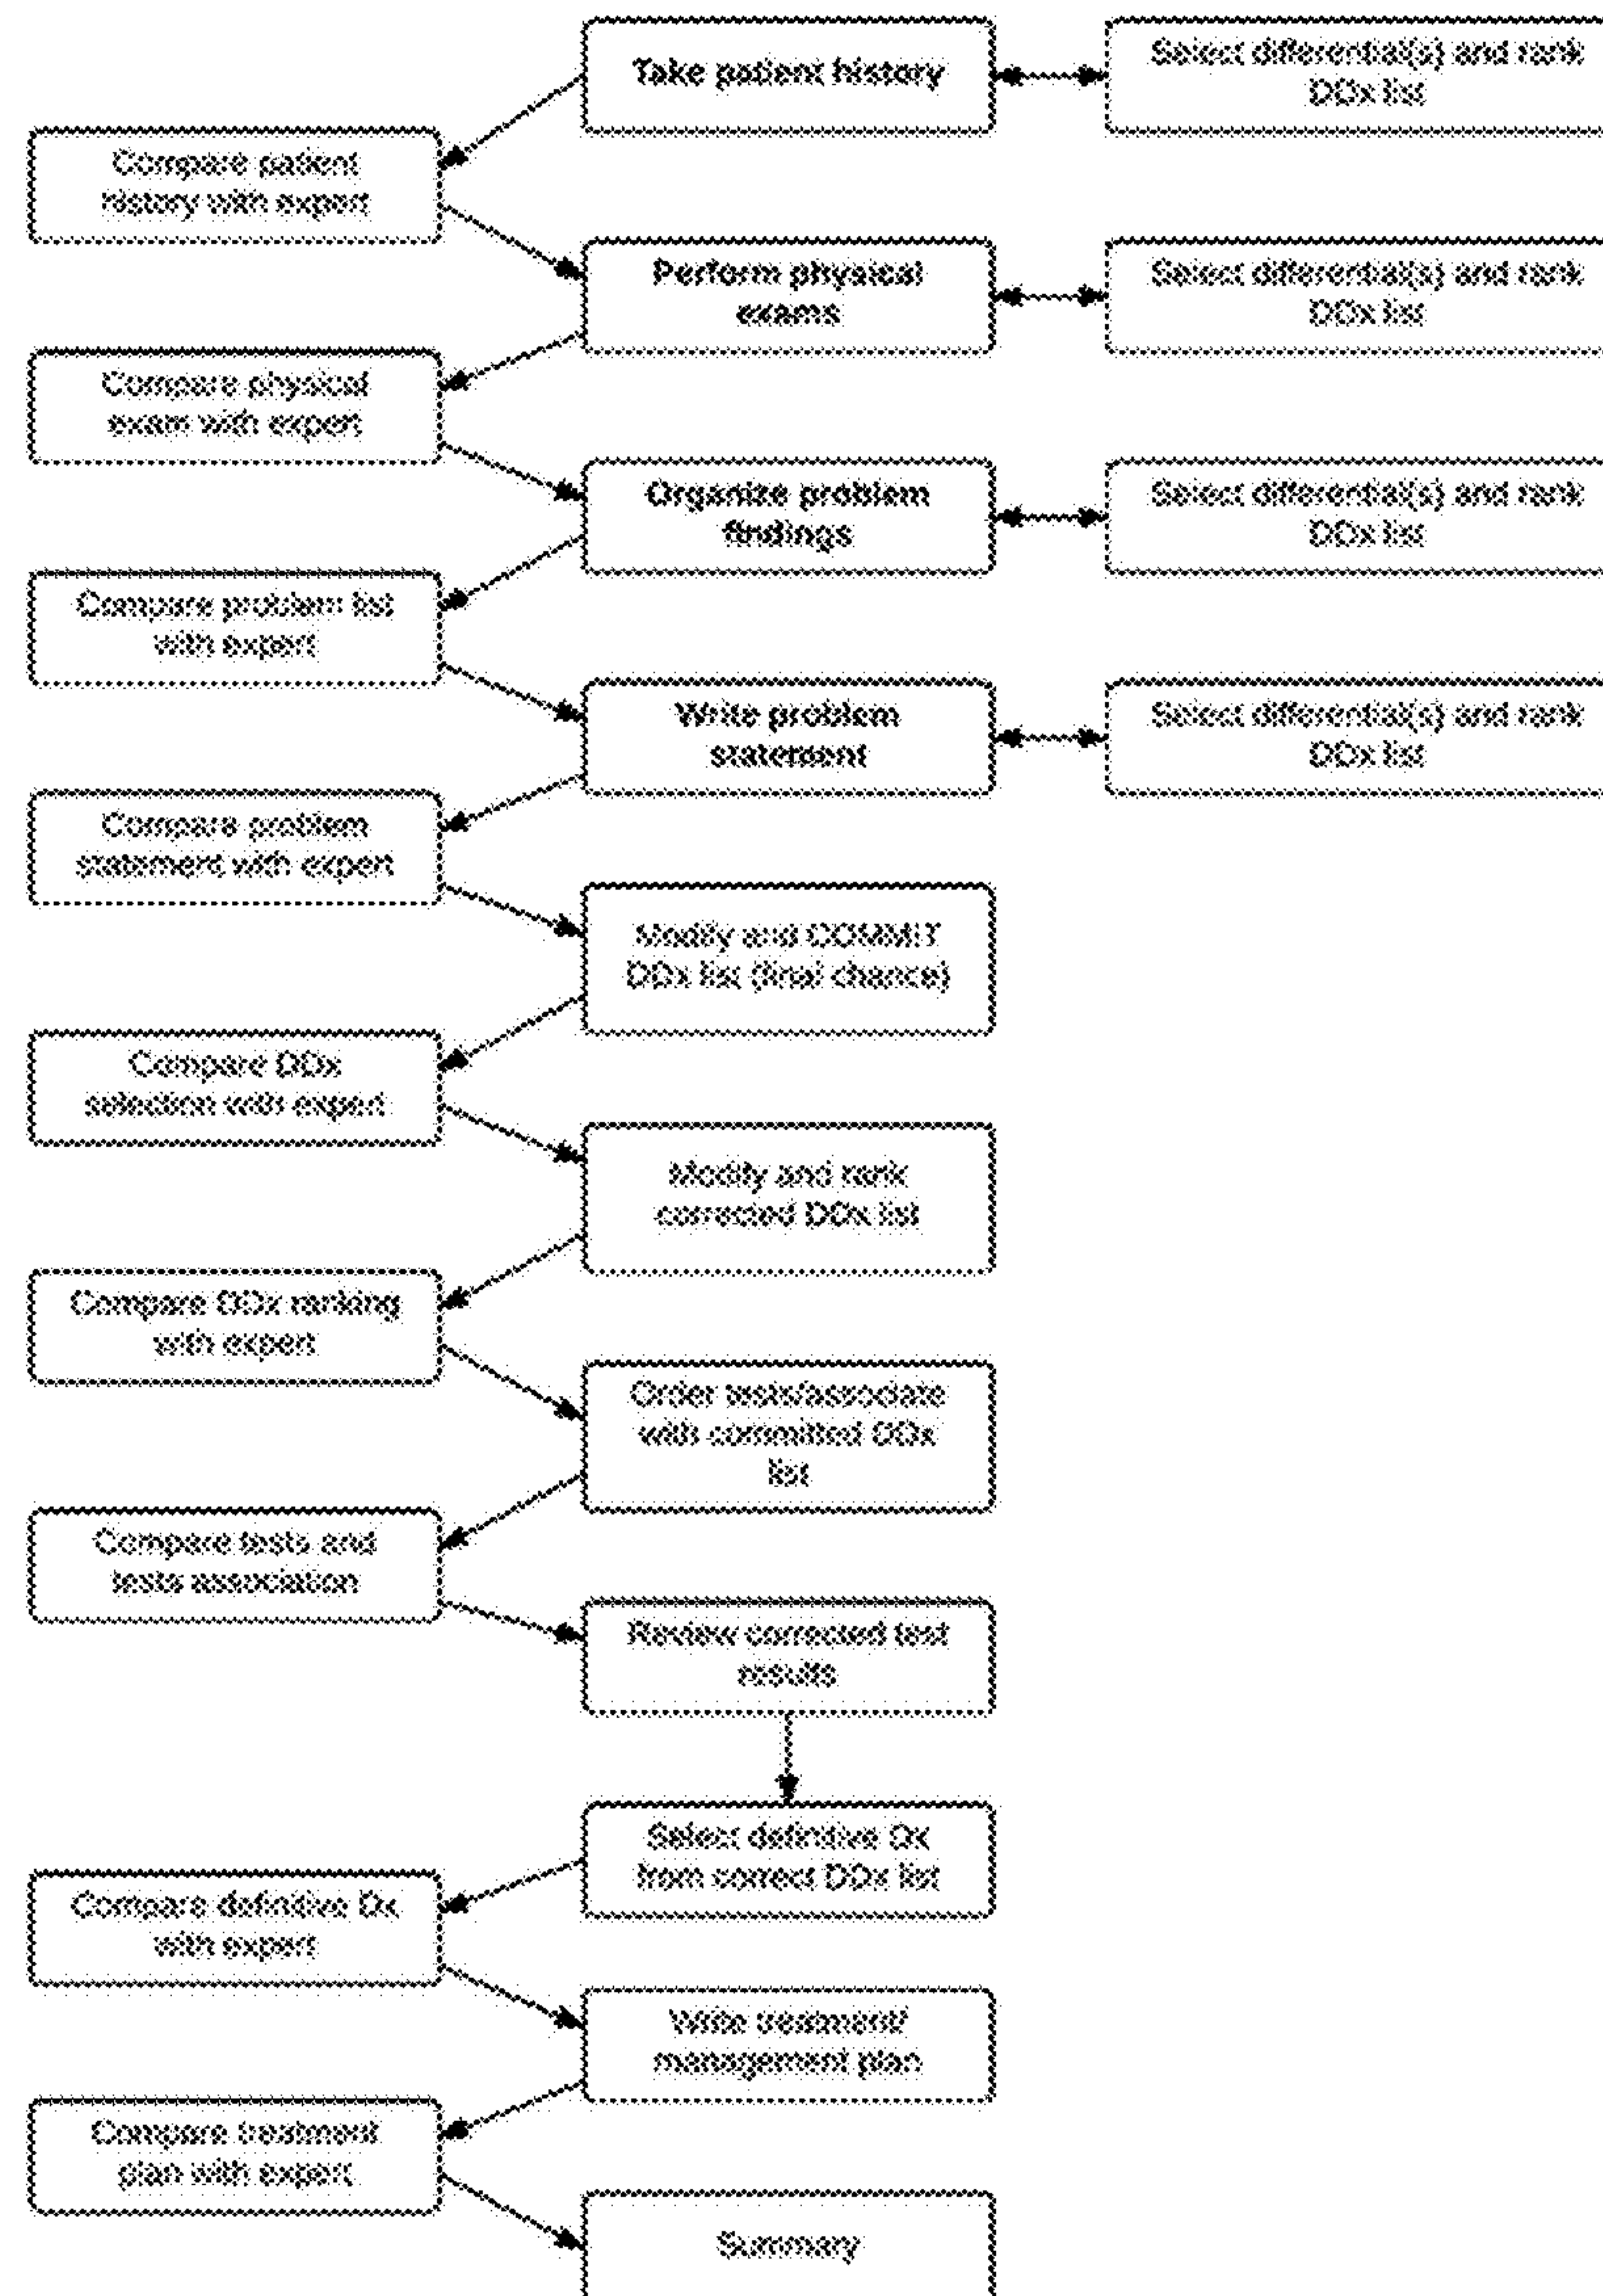 Take patient history
Select differential(s) and rank
DDx list
Compare patient
history with expert
Perform physical
exams
Select differential(s) and rank
DDx list
Compare physical
exam with expert
Organize problem
findings
Select differential(s) and rank
DDx list
Compare problem list
with expert
Write problem
statement
Select differential(s) and rank
DDx list
Compare problem
statement with expert
Modify and COMMIT
DDx list (final chance)
Compare DDx
selection with expert
Modify and rank
corrected DDx list
Compare DDx ranking
with expert
Order tests/associate
with committed DDx
list
Compare tests and
tests association
Review corrected test
results
Select definitive Dx
from correct DDx list
Compare definitive Dx
with expert
Write treatment/
management plan
Compare treatment
plan with expert
Summary